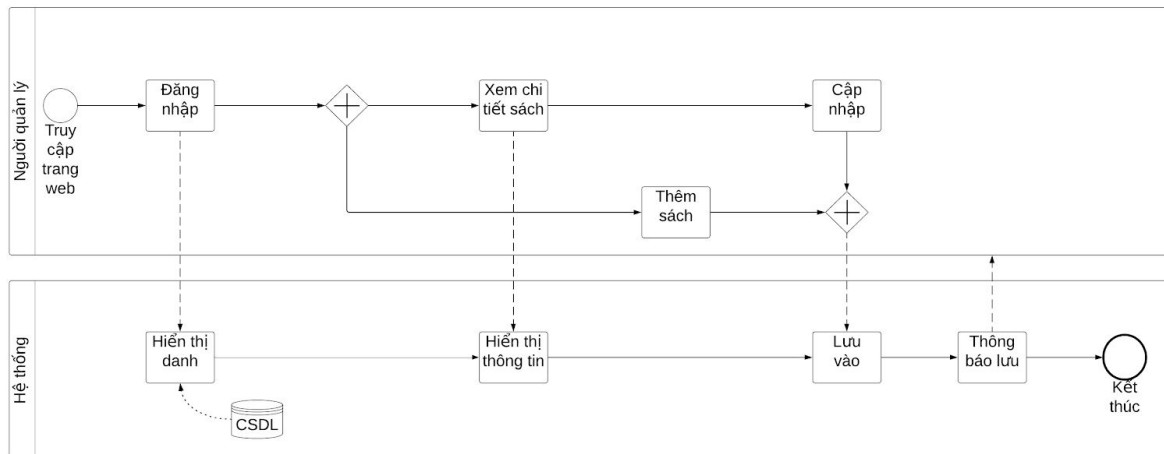 Người quản lý
Truy
cập
trang
web
Đăng
nhập
Xem chi
tiết sách
Cập
nhập
Thêm
sách
Hệ thống
Hiển thị
danh
CSDL
Hiển thị
thông tin
Lưu
vào
Thông
báo lưu
Kết
thúc